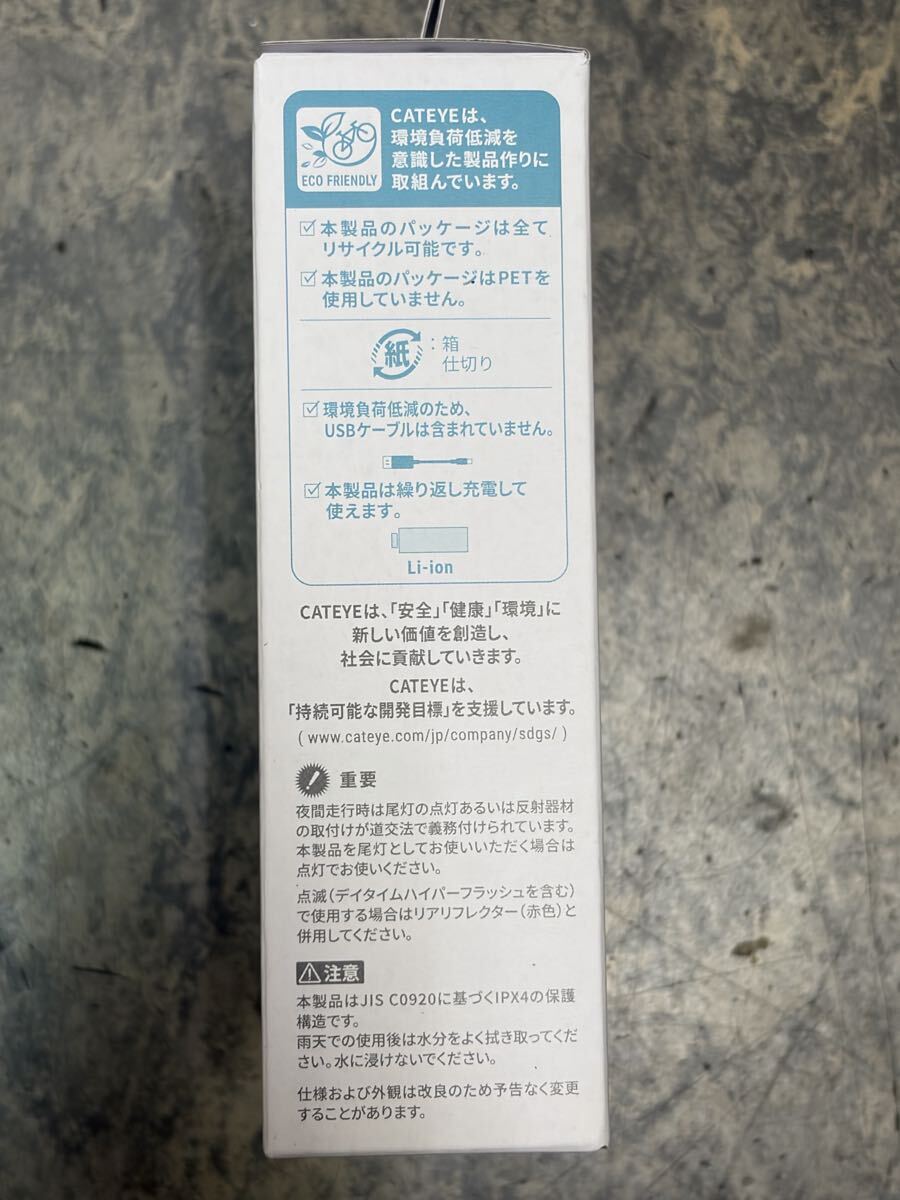 ECO FRIENDLY
CATEYEは、
環境負荷低減を
意識した製品作りに
取組んでいます。
本製品のパッケージは全て
リサイクル可能です。
本製品のパッケージはPETを
使用していません。
紙：箱
仕切り
環境負荷低減のため、
USBケーブルは含まれていません。
本製品は繰り返し充電して
使えます。
Li-ion
CATEYEは、「安全」「健康」「環境」に
新しい価値を創造し、
社会に貢献していきます。
CATEYEは、
「持続可能な開発目標」を支援しています。
( www.cateye.com/jp/company/sdgs/ )
重要
夜間走行時は尾灯の点灯あるいは反射器材
の取付けが道交法で義務付けられています。
本製品を尾灯としてお使いいただく場合は
点灯でお使いください。
点滅（デイタイムハイパーフラッシュを含む）
で使用する場合はリアリフレクター（赤色）と
併用してください。
注意
本製品はJIS C0920に基づくIPX4の保護
構造です。
雨天での使用後は水分をよく拭き取ってくだ
さい。水に浸けないでください。
仕様および外観は改良のため予告なく変更
することがあります。